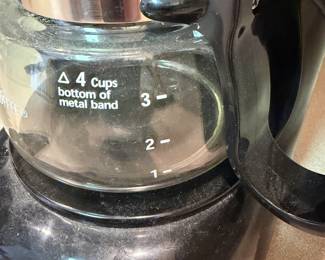 △ 4 Cups
bottom of
metal band
3 -
2 -
1 -